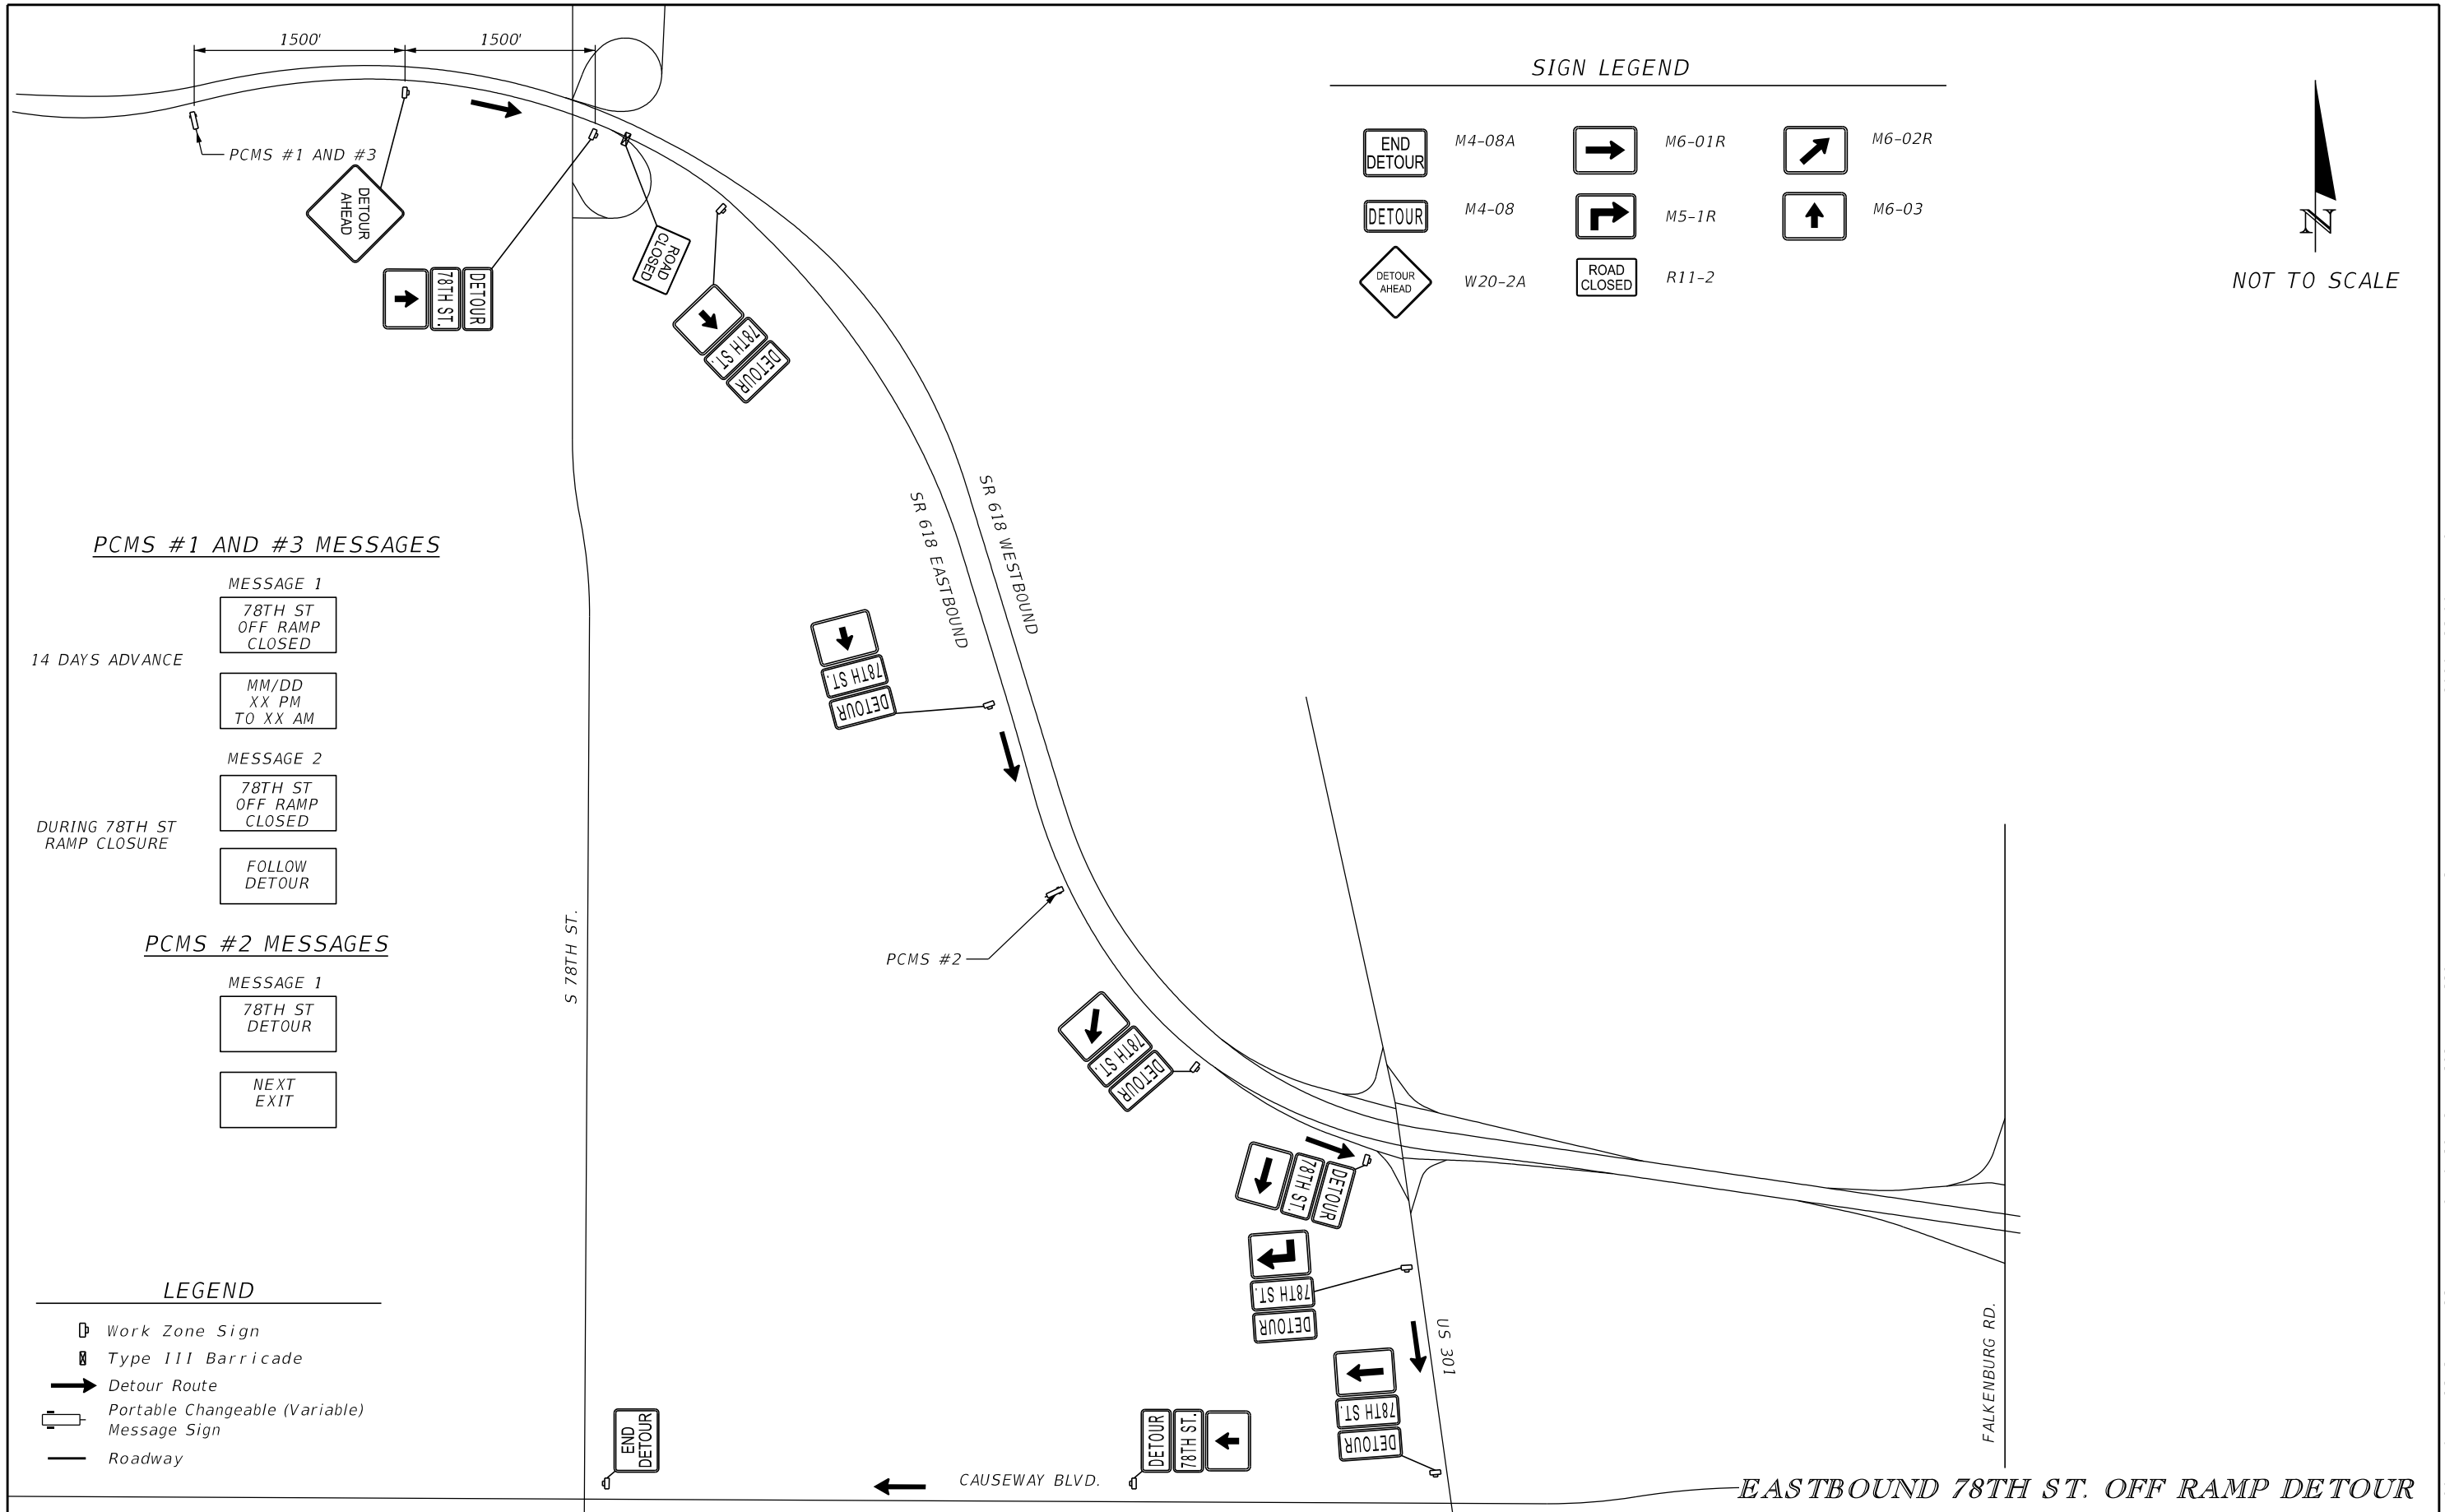 1500'
1500'
PCMS #1 AND #3
DETOUR
AHEAD
DETOUR
78TH ST.
ROAD
CLOSED
DETOUR
78TH ST.
SIGN LEGEND
END
DETOUR
M4-08A
M6-01R
M6-02R
DETOUR
M4-08
M5-1R
M6-03
DETOUR
AHEAD
W20-2A
ROAD
CLOSED
R11-2
N
NOT TO SCALE
SR 618 EASTBOUND
SR 618 WESTBOUND
PCMS #1 AND #3 MESSAGES
MESSAGE 1
14 DAYS ADVANCE
78TH ST
OFF RAMP
CLOSED
MM/DD
XX PM
TO XX AM
MESSAGE 2
DURING 78TH ST
RAMP CLOSURE
78TH ST
OFF RAMP
CLOSED
FOLLOW
DETOUR
PCMS #2 MESSAGES
MESSAGE 1
78TH ST
DETOUR
NEXT
EXIT
S 78TH ST.
DETOUR
78TH ST.
PCMS #2
DETOUR
78TH ST.
DETOUR
78TH ST.
DETOUR
78TH ST.
DETOUR
78TH ST.
US 301
FALKENBURG RD.
LEGEND
Work Zone Sign
Type III Barricade
Detour Route
Portable Changeable (Variable)
Message Sign
Roadway
END
DETOUR
DETOUR
78TH ST.
CAUSEWAY BLVD.
EASTBOUND 78TH ST. OFF RAMP DETOUR